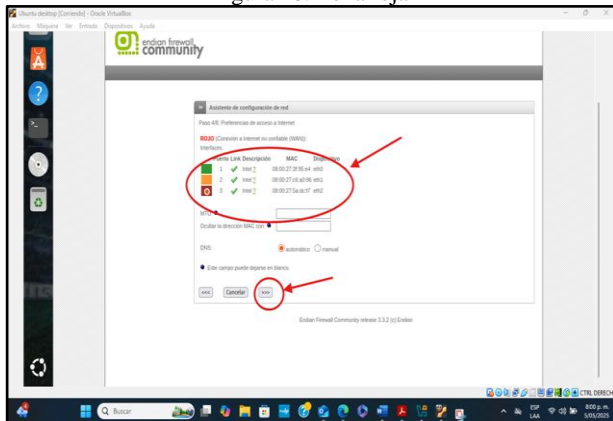 Ubuntu desktop [Corriendo] - Oracle VirtualBox
Archivo Máquina Ver Entrada Dispositivos Ayuda
endian firewall
community
Asistente de configuración de red
Paso 4/8: Preferencias de acceso a Internet
ROJO (Conexión a Internet no confiable (WAN)):
Interfaces:
Puerto Link Descripción MAC Dispositivo
1 Intel ? eth0
2 Intel ? eth1
3 Intel ? eth2
MTU:
Ocultar la dirección MAC con:
DNS: automático manual
Este campo puede dejarse en blanco.
<<< Cancelar >>>
Endian Firewall Community release 3.3.2 (c) Endian
CTRL DERECHA
Buscar
ESP
LAA
8:00 p. m.
5/05/2025